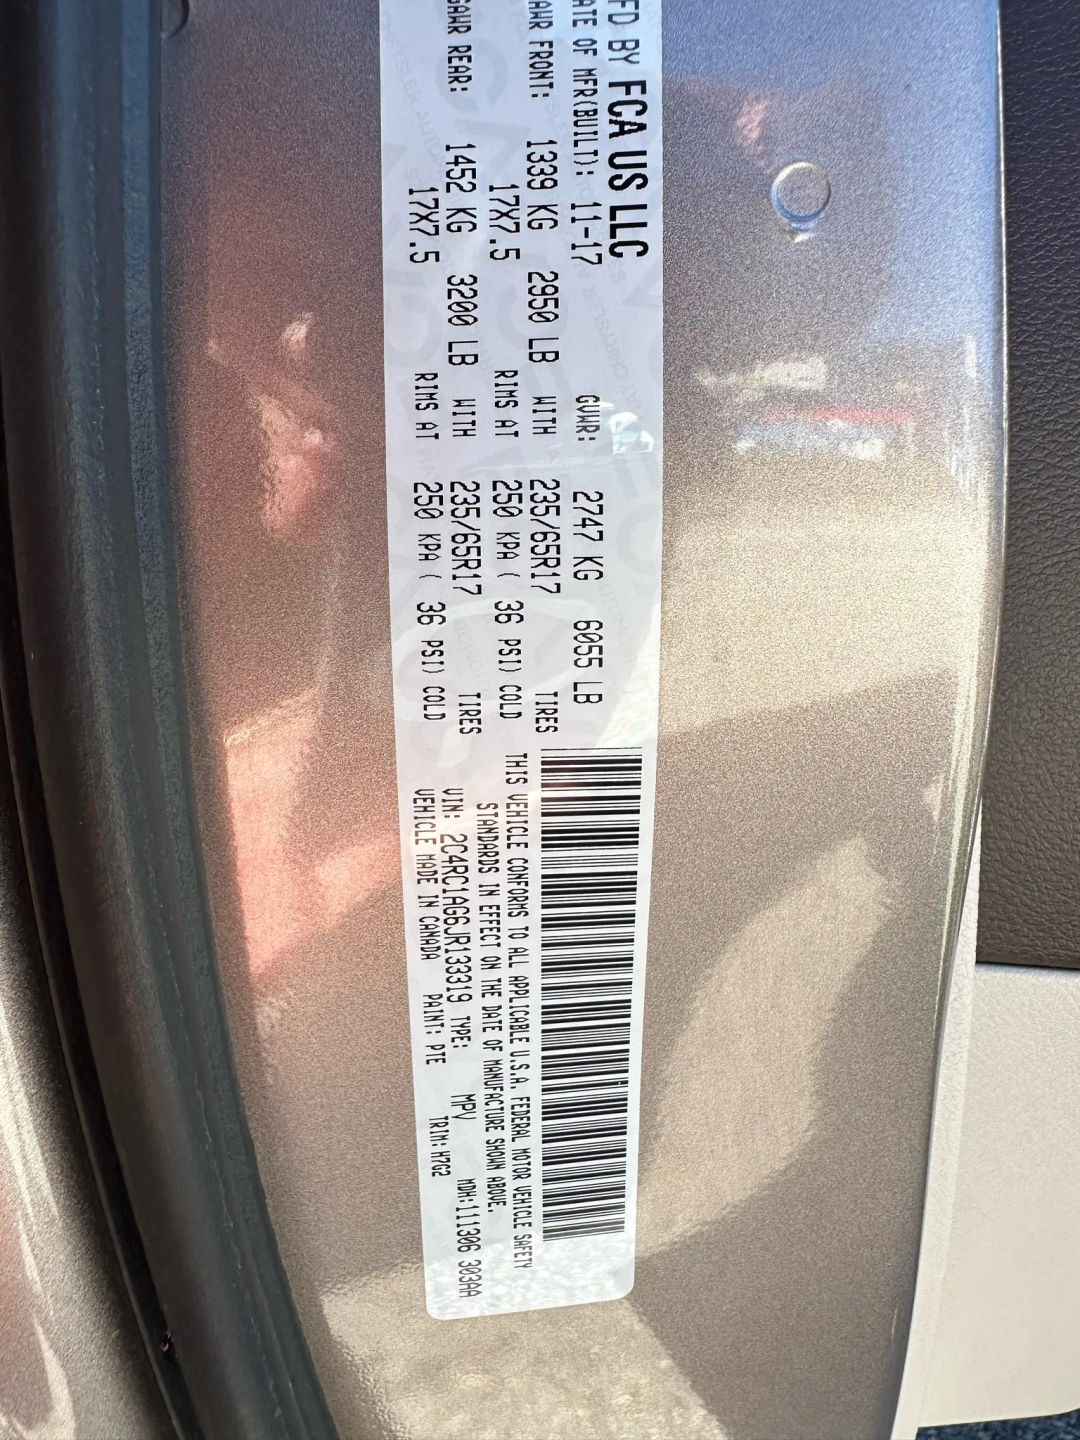 FD BY FCA US LLC
ATE OF MFR(BUILT): 11-17 GVWR: 2747 KG 6055 LB
AWR FRONT: 1339 KG 2950 LB WITH 235/65R17 TIRES
17X7.5 RIMS AT 250 KPA ( 36 PSI) COLD
GAWR REAR: 1452 KG 3200 LB WITH 235/65R17 TIRES
17X7.5 RIMS AT 250 KPA ( 36 PSI) COLD
THIS VEHICLE CONFORMS TO ALL APPLICABLE U.S.A. FEDERAL MOTOR VEHICLE SAFETY
STANDARDS IN EFFECT ON THE DATE OF MANUFACTURE SHOWN ABOVE.
VIN: 2C4RC1AG6JR133319 TYPE: MPV MDH:111306 303AA
VEHICLE MADE IN CANADA PAINT: PTE TRIM: H7G2